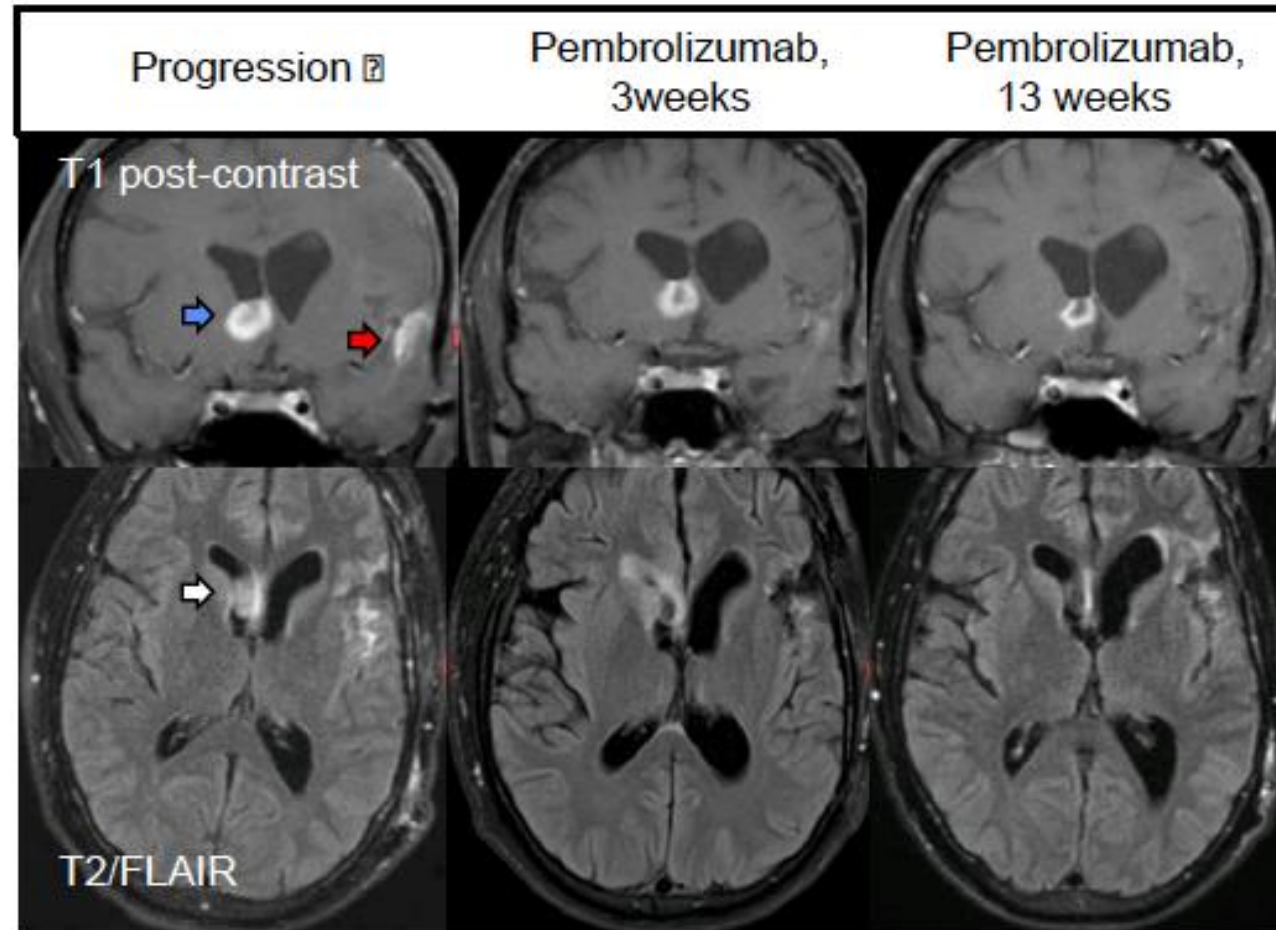 Progression �
Pembrolizumab,
3weeks
Pembrolizumab,
13 weeks
T1 post-contrast
T2/FLAIR